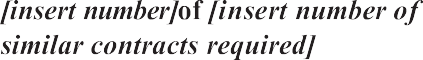 [insert number]of [insert number of
similar contracts required]